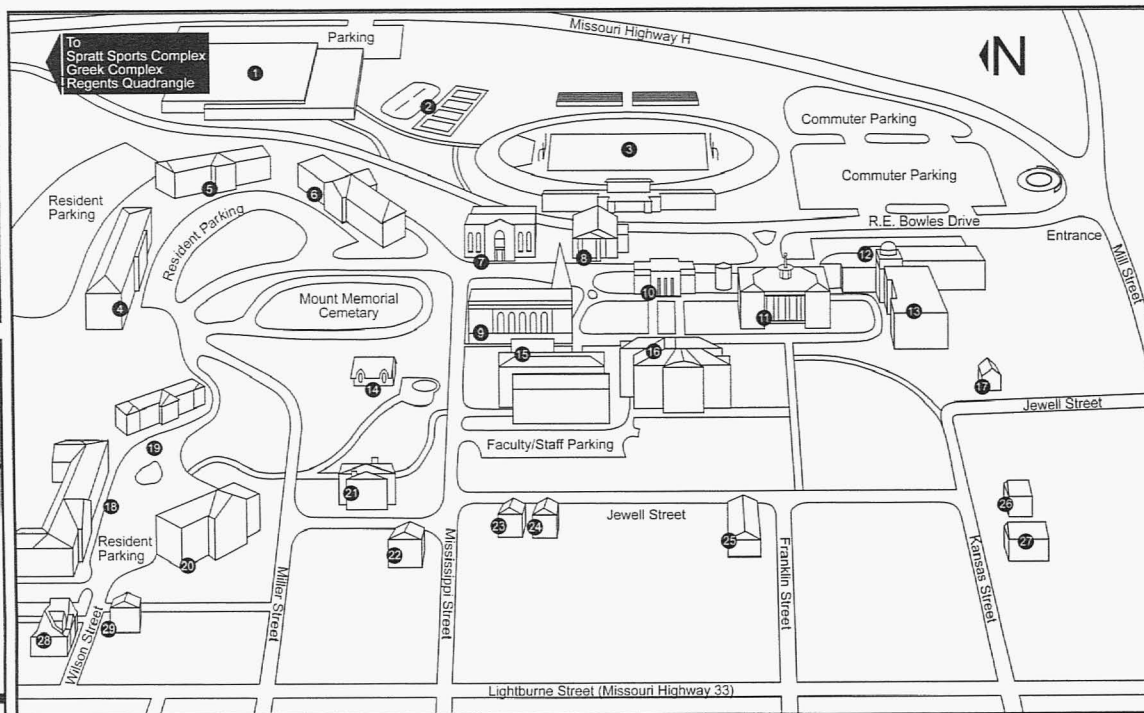 To
Spratt Sports Complex
Greek Complex
Regents Quadrangle
Parking
Missouri Highway H
N
1
2
3
Commuter Parking
Commuter Parking
Resident
Parking
5
6
Resident Parking
R.E. Bowles Drive
Entrance
Mill Street
4
7
8
12
Mount Memorial
Cemetary
10
11
13
9
15
16
14
17
Jewell Street
Faculty/Staff Parking
19
18
21
Resident
Parking
20
22
23
24
Jewell Street
25
26
27
Miller Street
Mississippi Street
Franklin Street
Kansas Street
28
Wilson Street
29
Lightburne Street (Missouri Highway 33)